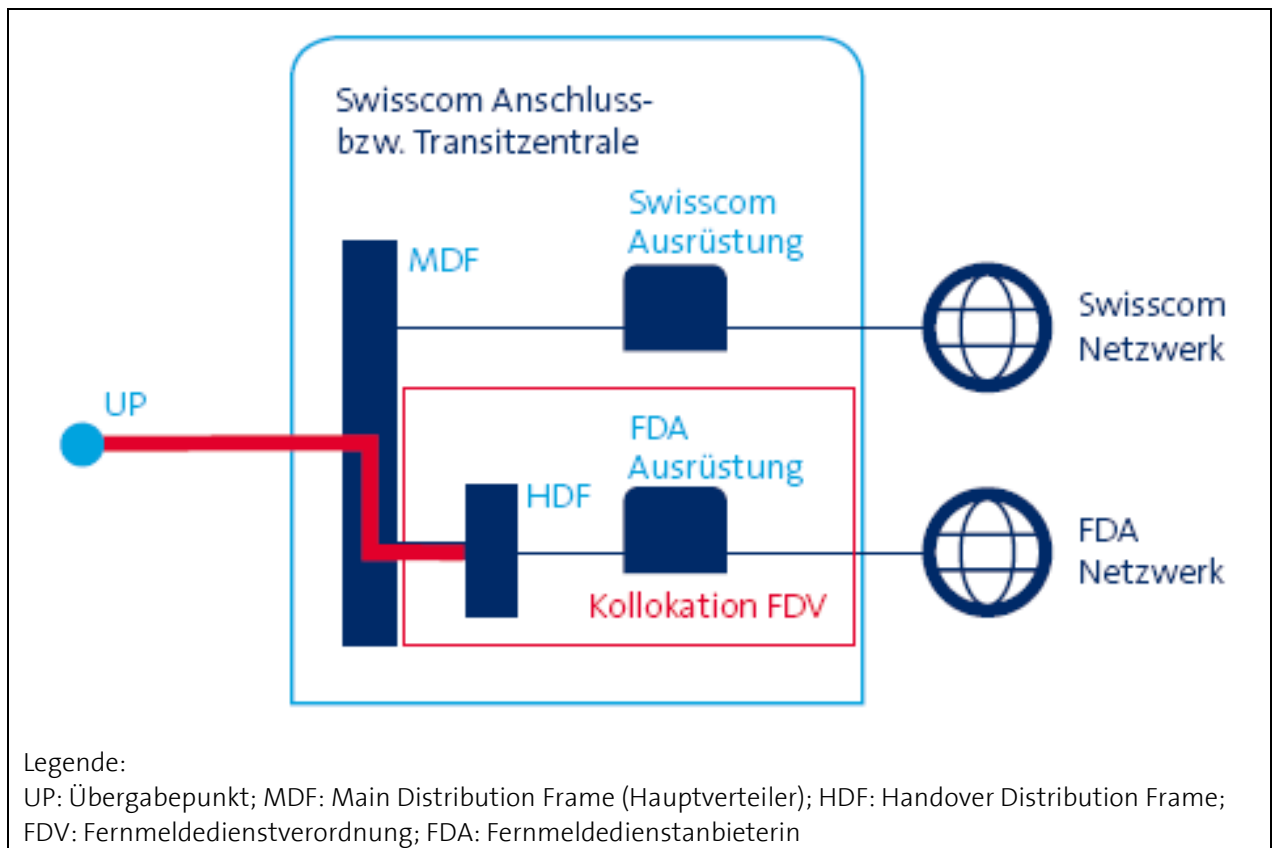 Swisscom Anschluss-
bzw. Transitzentrale
Swisscom
Ausrüstung
MDF
Swisscom
Netzwerk
UP
FDA
Ausrüstung
HDF
FDA
Netzwerk
Kollokation FDV
Legende:
UP: Übergabepunkt; MDF: Main Distribution Frame (Hauptverteiler); HDF: Handover Distribution Frame;
FDV: Fernmeldedienstverordnung; FDA: Fernmeldedienstanbieterin